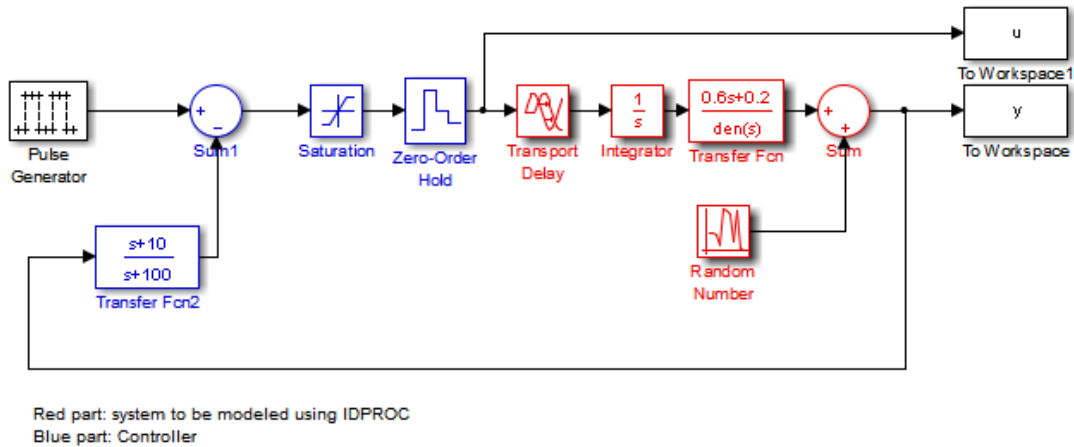 u
To Workspace1
Pulse
Generator
+
−
Sum1
Saturation
Zero-Order
Hold
Transport
Delay
1
s
Integrator
0.6s+0.2
den(s)
Transfer Fcn
+
+
Sum
y
To Workspace
s+10
s+100
Transfer Fcn2
Random
Number
Red part: system to be modeled using IDPROC
Blue part: Controller